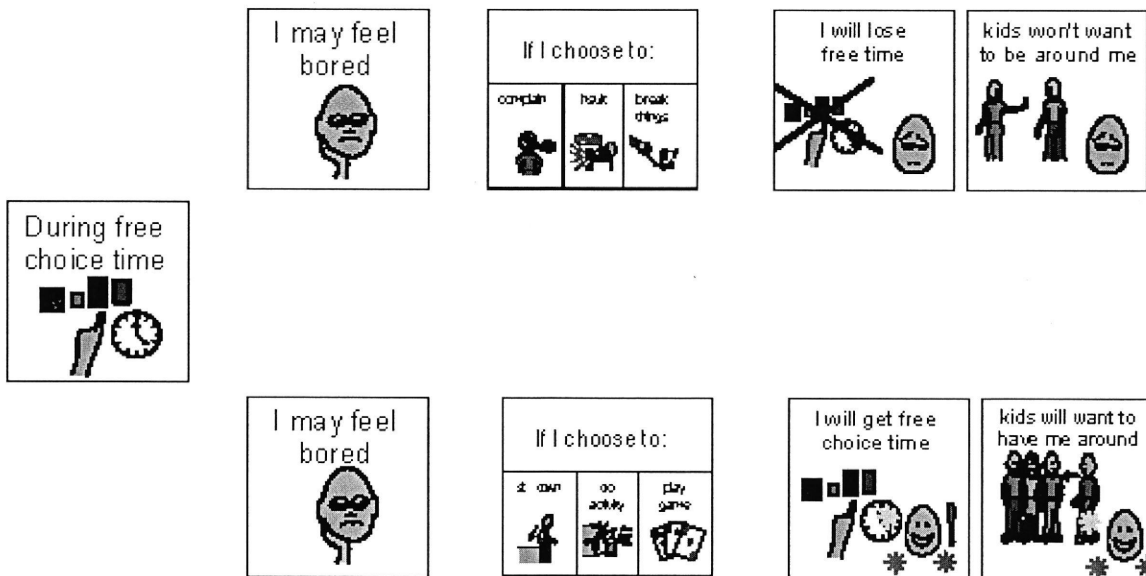 During free
choice time
I may feel
bored
If I choose to:
complain
break
things
I will lose
free time
kids won't want
to be around me
I may feel
bored
If I choose to:
play
game
I will get free
choice time
kids will want to
have me around